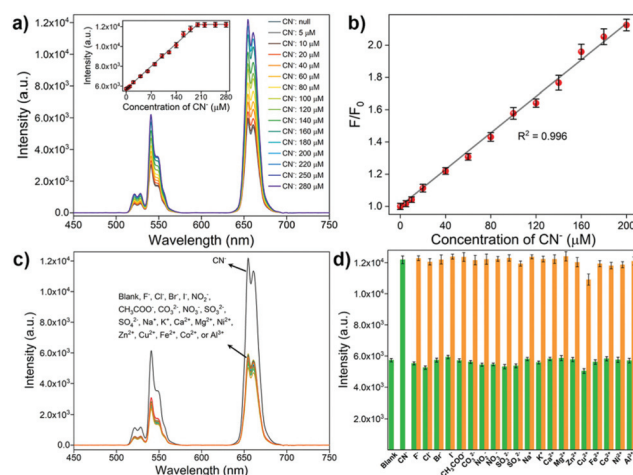 a)
Intensity (a.u.)
1.2x10⁴
1.0x10⁴
8.0x10³
6.0x10³
4.0x10³
2.0x10³
0.0
450 500 550 600 650 700 750
Wavelength (nm)
Intensity (a.u.)
1.2x10⁴
1.0x10⁴
8.0x10³
6.0x10³
0 70 140 210 280
Concentration of CN⁻ (μM)
CN⁻: null
CN⁻: 5 μM
CN⁻: 10 μM
CN⁻: 20 μM
CN⁻: 40 μM
CN⁻: 60 μM
CN⁻: 80 μM
CN⁻: 100 μM
CN⁻: 120 μM
CN⁻: 140 μM
CN⁻: 160 μM
CN⁻: 180 μM
CN⁻: 200 μM
CN⁻: 220 μM
CN⁻: 250 μM
CN⁻: 280 μM
b)
F/F₀
2.0
1.8
1.6
1.4
1.2
1.0
R² = 0.996
0 40 80 120 160 200
Concentration of CN⁻ (μM)
c)
Intensity (a.u.)
1.2x10⁴
1.0x10⁴
8.0x10³
6.0x10³
4.0x10³
2.0x10³
0.0
CN⁻
Blank, F⁻, Cl⁻, Br⁻, I⁻, NO₂⁻,
CH₃COO⁻, CO₃²⁻, NO₃⁻, SO₃²⁻,
SO₄²⁻, Na⁺, K⁺, Ca²⁺, Mg²⁺, Ni²⁺,
Zn²⁺, Cu²⁺, Fe²⁺, Co²⁺, or Al³⁺
450 500 550 600 650 700 750
Wavelength (nm)
d)
Intensity (a.u.)
1.2x10⁴
1.0x10⁴
8.0x10³
6.0x10³
4.0x10³
2.0x10³
Blank
CN⁻
F⁻
Cl⁻
Br⁻
I⁻
CH₃COO⁻
Na⁺
K⁺
Ca²⁺
Mg²⁺
Zn²⁺
Cu²⁺
Fe²⁺
Co²⁺
Ni²⁺
Al³⁺